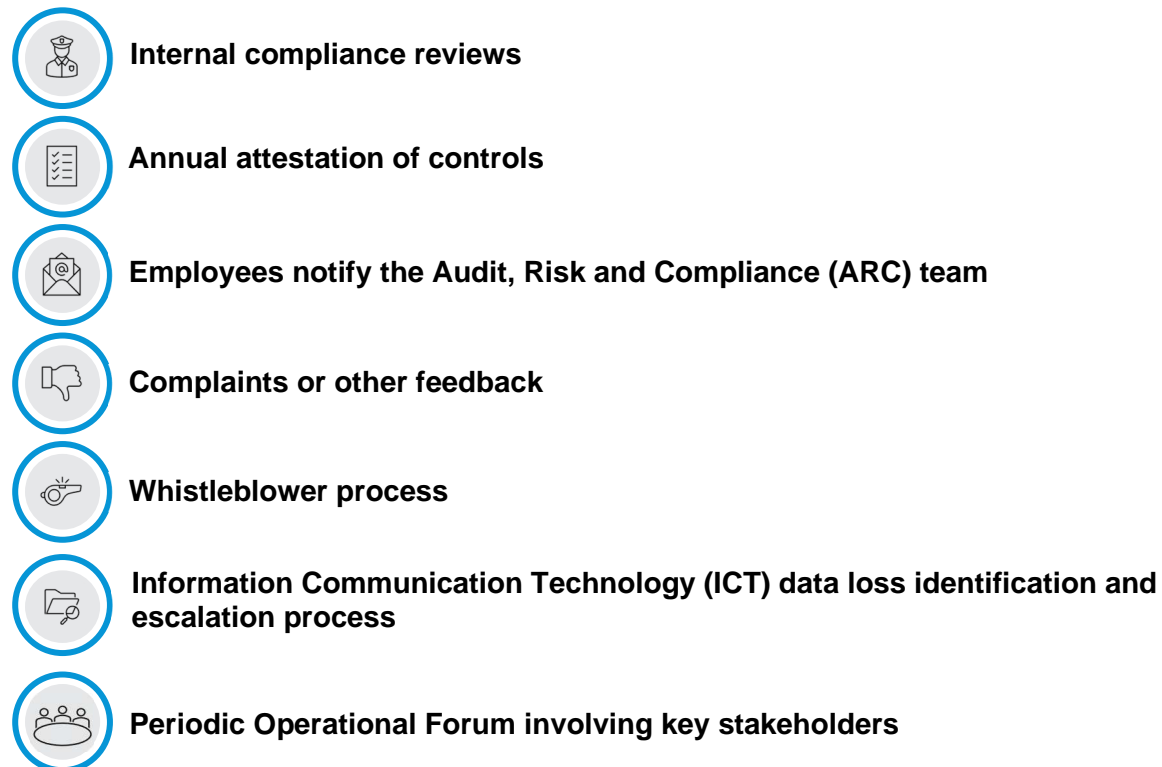 Internal compliance reviews
Annual attestation of controls
Employees notify the Audit, Risk and Compliance (ARC) team
Complaints or other feedback
Whistleblower process
Information Communication Technology (ICT) data loss identification and
escalation process
Periodic Operational Forum involving key stakeholders